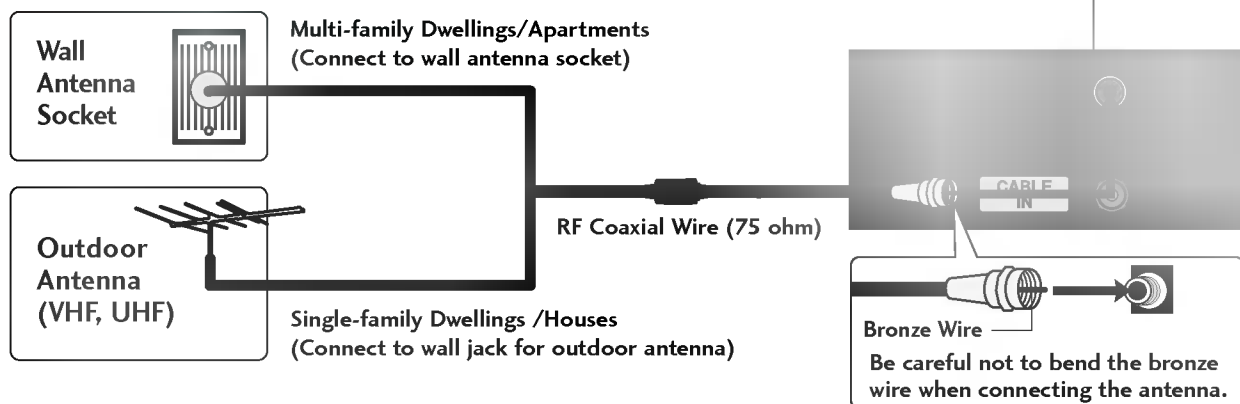 Wall
Antenna
Socket
Multi-family Dwellings/Apartments
(Connect to wall antenna socket)
Outdoor
Antenna
(VHF, UHF)
Single-family Dwellings /Houses
(Connect to wall jack for outdoor antenna)
RF Coaxial Wire (75 ohm)
CABLE
IN
Bronze Wire
Be careful not to bend the bronze
wire when connecting the antenna.